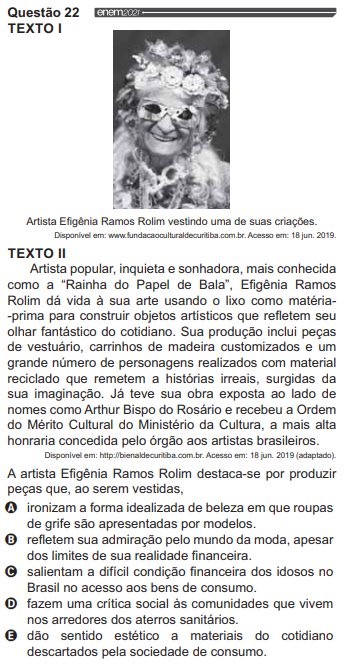 Questão 22 enem2021
TEXTO I
Artista Efigênia Ramos Rolim vestindo uma de suas criações.
Disponível em: www.fundacaoculturaldecuritiba.com.br. Acesso em: 18 jun. 2019.
TEXTO II
Artista popular, inquieta e sonhadora, mais conhecida
como a “Rainha do Papel de Bala”, Efigênia Ramos
Rolim dá vida à sua arte usando o lixo como matéria-
-prima para construir objetos artísticos que refletem seu
olhar fantástico do cotidiano. Sua produção inclui peças
de vestuário, carrinhos de madeira customizados e um
grande número de personagens realizados com material
reciclado que remetem a histórias irreais, surgidas da
sua imaginação. Já teve sua obra exposta ao lado de
nomes como Arthur Bispo do Rosário e recebeu a Ordem
do Mérito Cultural do Ministério da Cultura, a mais alta
honraria concedida pelo órgão aos artistas brasileiros.
Disponível em: http://bienaldecuritiba.com.br. Acesso em: 18 jun. 2019 (adaptado).
A artista Efigênia Ramos Rolim destaca-se por produzir
peças que, ao serem vestidas,
A ironizam a forma idealizada de beleza em que roupas
de grife são apresentadas por modelos.
B refletem sua admiração pelo mundo da moda, apesar
dos limites de sua realidade financeira.
C salientam a difícil condição financeira dos idosos no
Brasil no acesso aos bens de consumo.
D fazem uma crítica social às comunidades que vivem
nos arredores dos aterros sanitários.
E dão sentido estético a materiais do cotidiano
descartados pela sociedade de consumo.